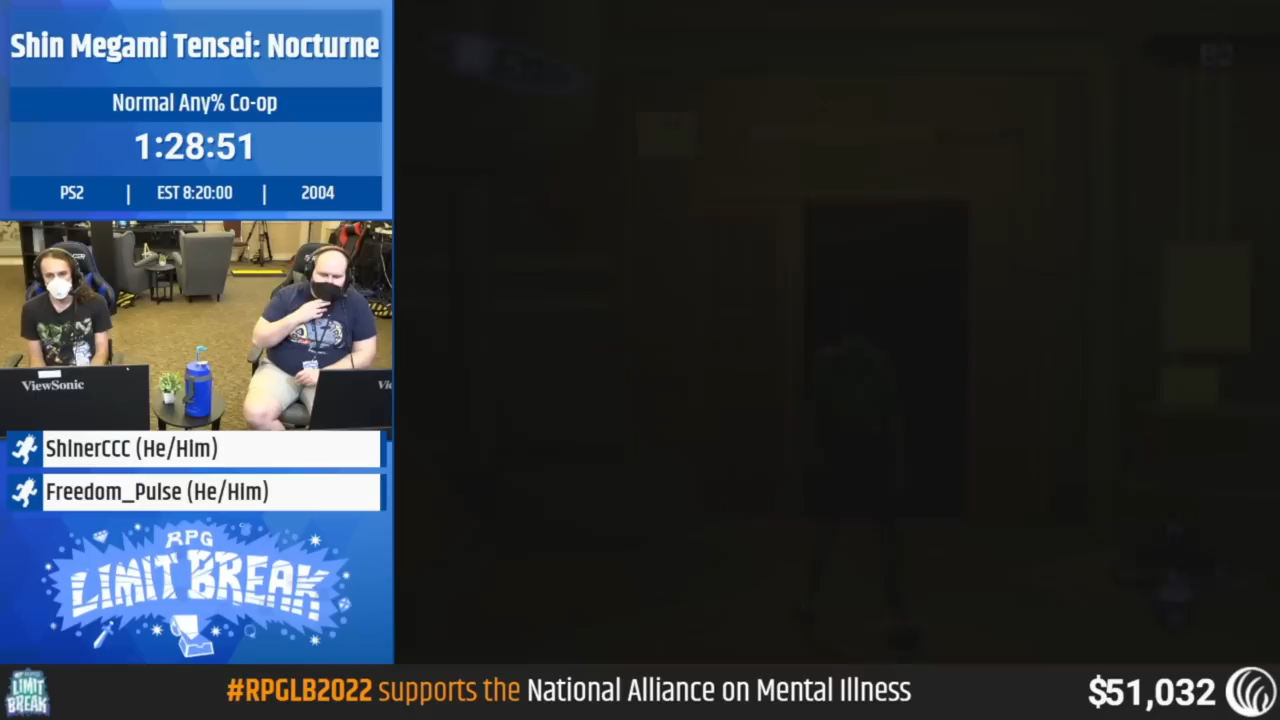 Shin Megami Tensei: Nocturne
Normal Any% Co-op
1:28:51
PS2 | EST 8:20:00 | 2004
ViewSonic
Vi
ShinerCCC (He/Him)
Freedom_Pulse (He/Him)
RPG
LIMIT BREAK
LIMIT
BREAK
#RPGLB2022 supports the National Alliance on Mental Illness
$51,032